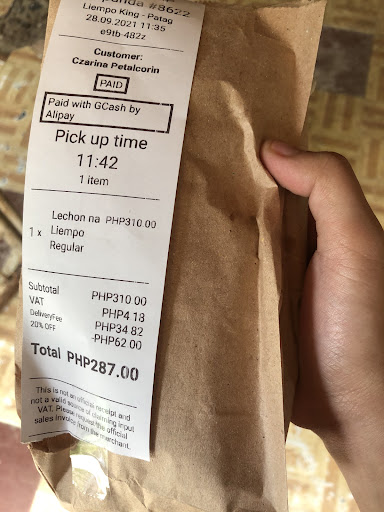 #8622
Liempo King - Patag
28.09.2021 11:35
e9tb-482z
Customer:
Czarina Petalcorin
PAID
Paid with GCash by
Alipay
Pick up time
11:42
1 item
Lechon na PHP310.00
1 x Liempo
Regular
Subtotal PHP310.00
VAT PHP4.18
DeliveryFee PHP34.82
20% OFF -PHP62.00
Total PHP287.00
This is not an official receipt and
not a valid source of claiming input
VAT. Please request the official
sales invoice from the merchant.